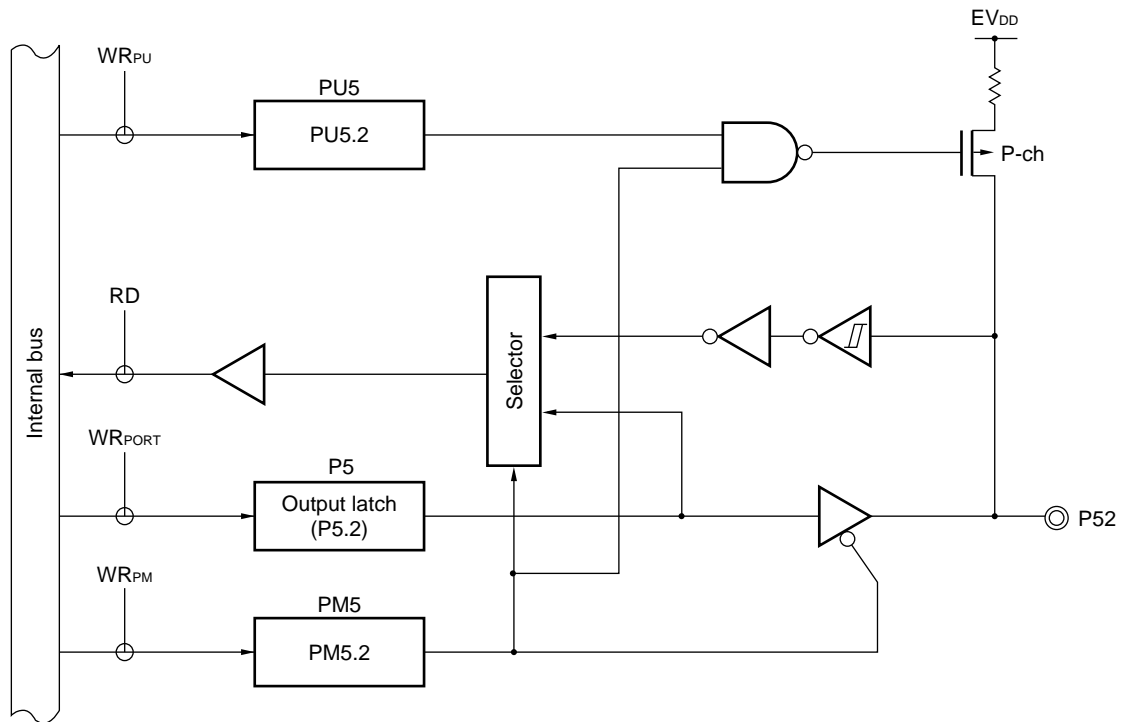 EVDD
WRPU
PU5
PU5.2
P-ch
RD
Selector
Internal bus
WRPORT
P5
Output latch
(P5.2)
P52
WRPM
PM5
PM5.2